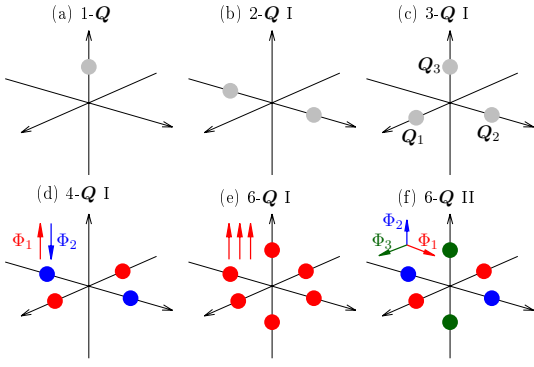 (a) 1-Q
(b) 2-Q I
(c) 3-Q I
Q₃
Q₁
Q₂
(d) 4-Q I
(e) 6-Q I
(f) 6-Q II
Φ₁
Φ₂
Φ₂
Φ₃
Φ₁